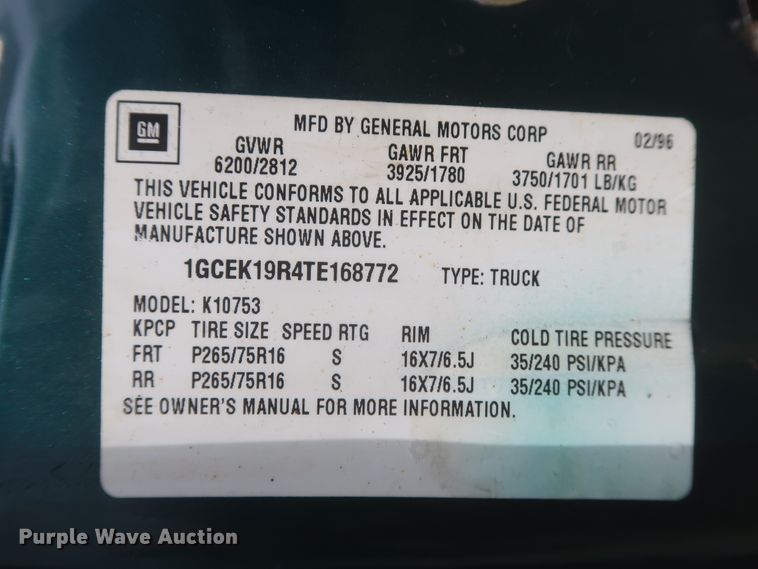 GM
MFD BY GENERAL MOTORS CORP 02/96
GVWR GAWR FRT GAWR RR
6200/2812 3925/1780 3750/1701 LB/KG
THIS VEHICLE CONFORMS TO ALL APPLICABLE U.S. FEDERAL MOTOR
VEHICLE SAFETY STANDARDS IN EFFECT ON THE DATE OF
MANUFACTURE SHOWN ABOVE.
1GCEK19R4TE168772 TYPE: TRUCK
MODEL: K10753
KPCP TIRE SIZE SPEED RTG RIM COLD TIRE PRESSURE
FRT P265/75R16 S 16X7/6.5J 35/240 PSI/KPA
RR P265/75R16 S 16X7/6.5J 35/240 PSI/KPA
SEE OWNER'S MANUAL FOR MORE INFORMATION.
Purple Wave Auction